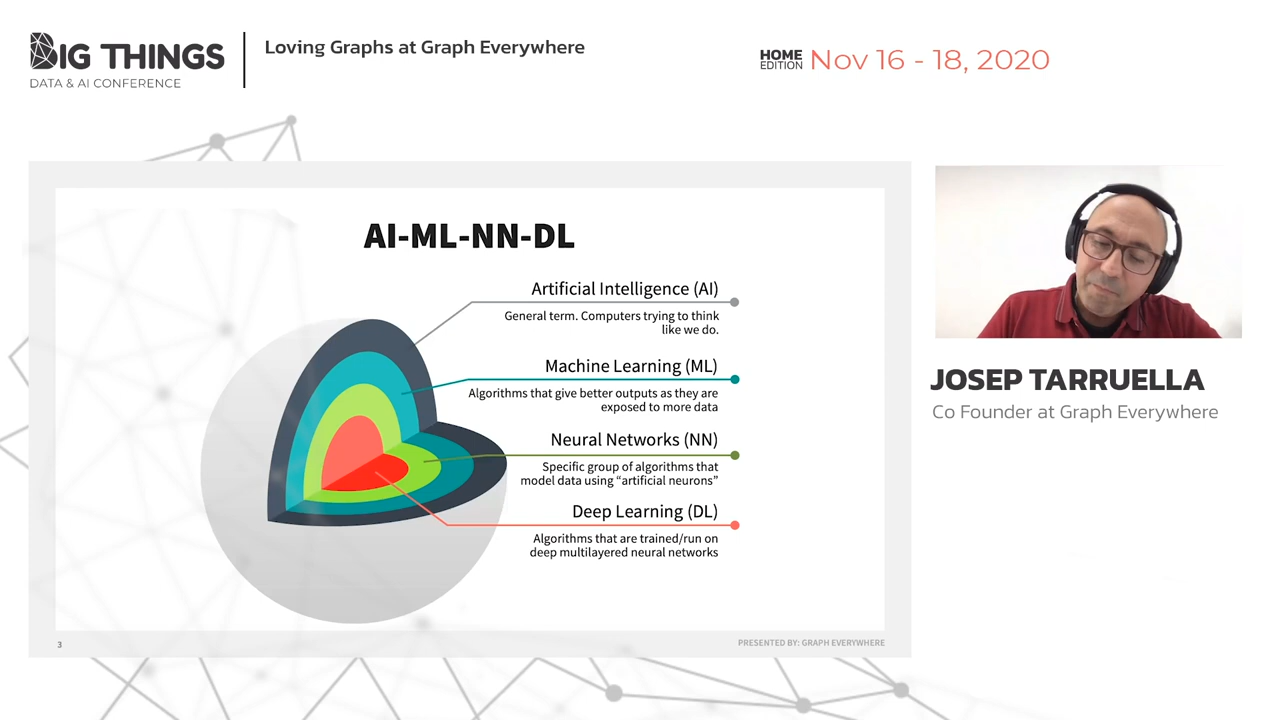 BIG THINGS
DATA & AI CONFERENCE
Loving Graphs at Graph Everywhere
HOME
EDITION
Nov 16 - 18, 2020
AI-ML-NN-DL
Artificial Intelligence (AI)
General term. Computers trying to think
like we do.
Machine Learning (ML)
Algorithms that give better outputs as they are
exposed to more data
Neural Networks (NN)
Specific group of algorithms that
model data using “artificial neurons”
Deep Learning (DL)
Algorithms that are trained/run on
deep multilayered neural networks
3
PRESENTED BY: GRAPH EVERYWHERE
JOSEP TARRUELLA
Co Founder at Graph Everywhere